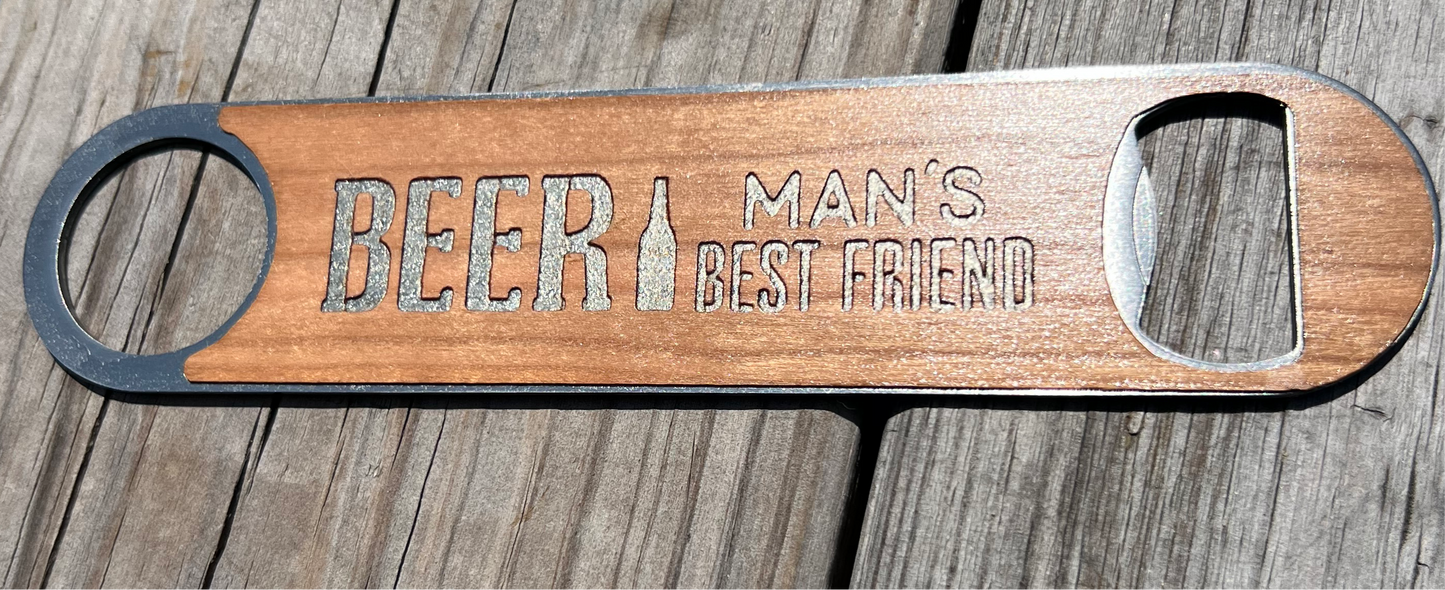 BEER MAN'S
BEST FRIEND